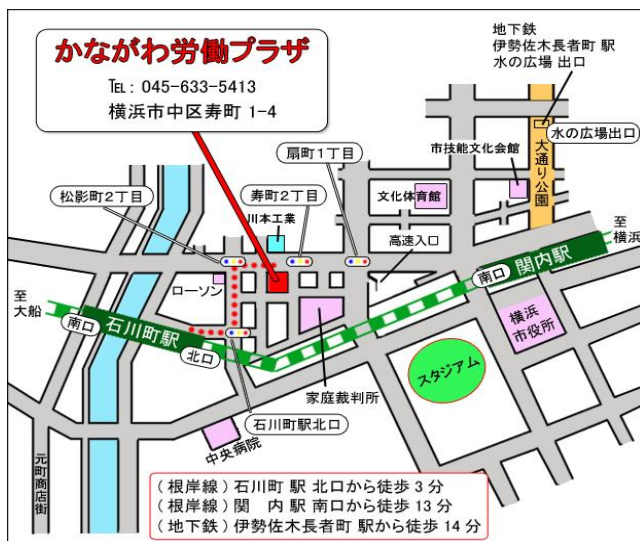 かながわ労働プラザ
℡: 045-633-5413
横浜市中区寿町 1-4
地下鉄
伊勢佐木長者町 駅
水の広場 出口
水の広場出口
大通り公園
市技能文化会館
扇町1丁目
文化体育館
松影町2丁目
寿町2丁目
川本工業
高速入口
至
横浜
関内駅
南口
ローソン
至
大船
南口
石川町駅
北口
横浜
市役所
スタジアム
家庭裁判所
石川町駅北口
中央病院
元町商店街
(根岸線) 石川町 駅 北口から徒歩 3 分
(根岸線) 関 内 駅 南口から徒歩 13 分
(地下鉄) 伊勢佐木長者町 駅から徒歩 14 分